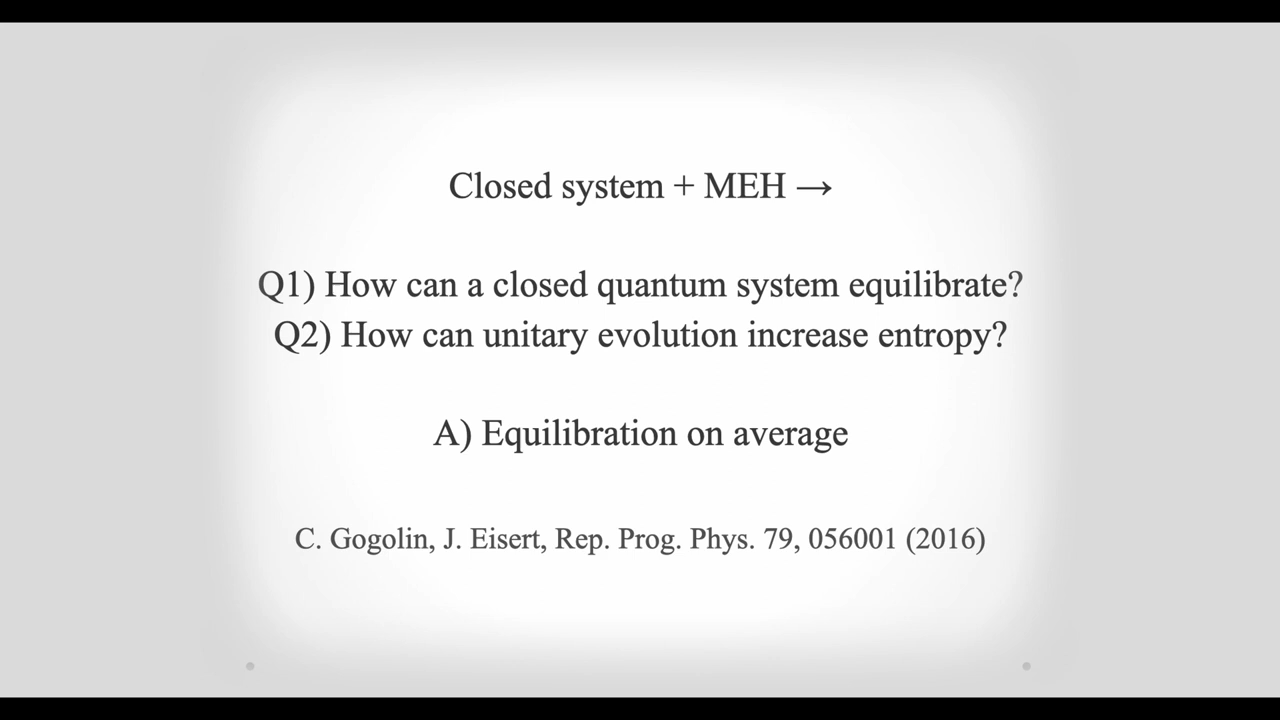 Closed system + MEH →
Q1) How can a closed quantum system equilibrate?
Q2) How can unitary evolution increase entropy?
A) Equilibration on average
C. Gogolin, J. Eisert, Rep. Prog. Phys. 79, 056001 (2016)